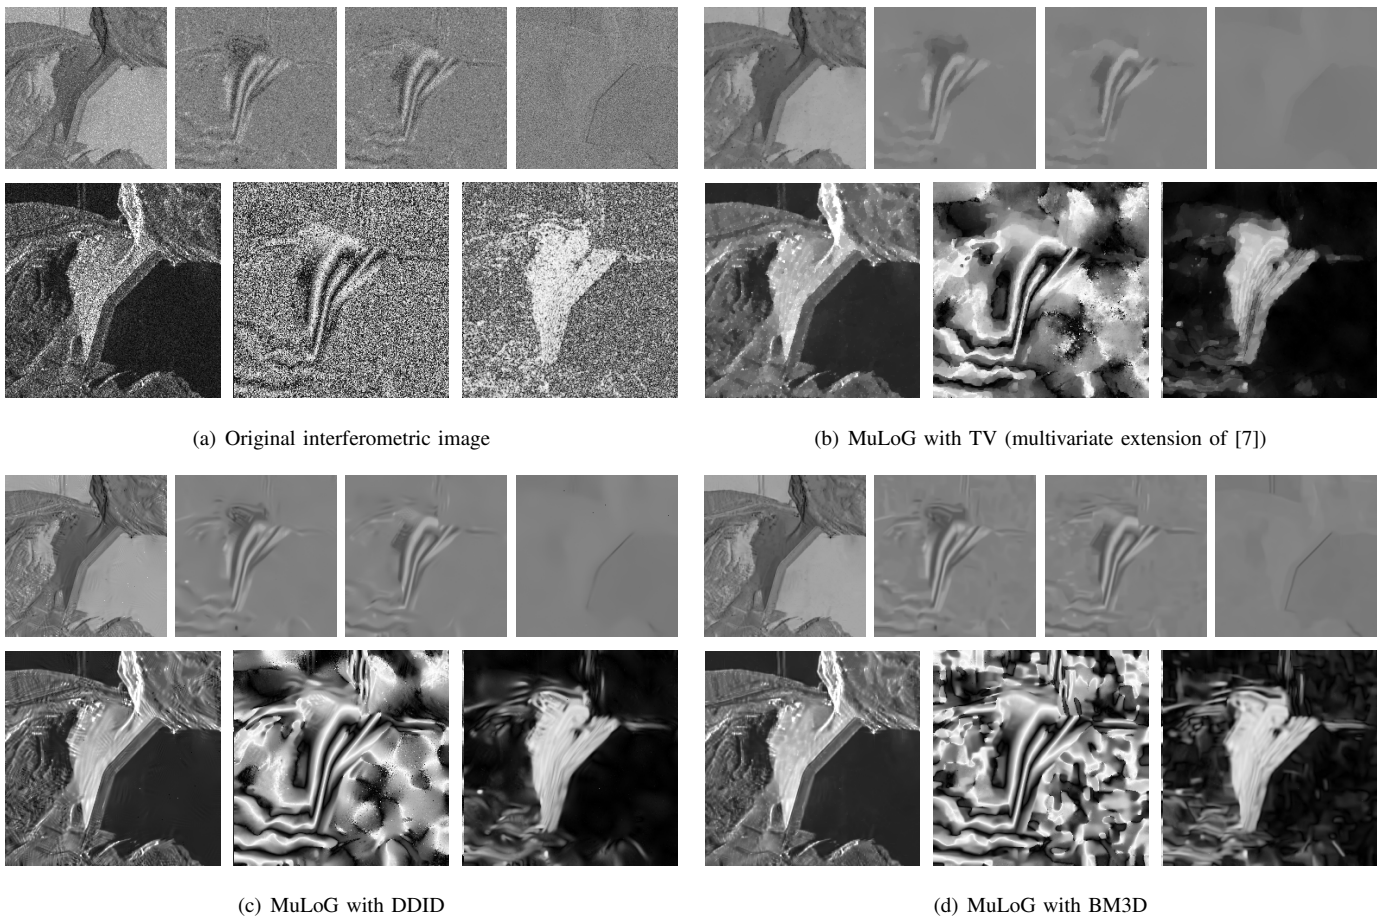 (a) Original interferometric image
(b) MuLoG with TV (multivariate extension of [7])
(c) MuLoG with DDID
(d) MuLoG with BM3D